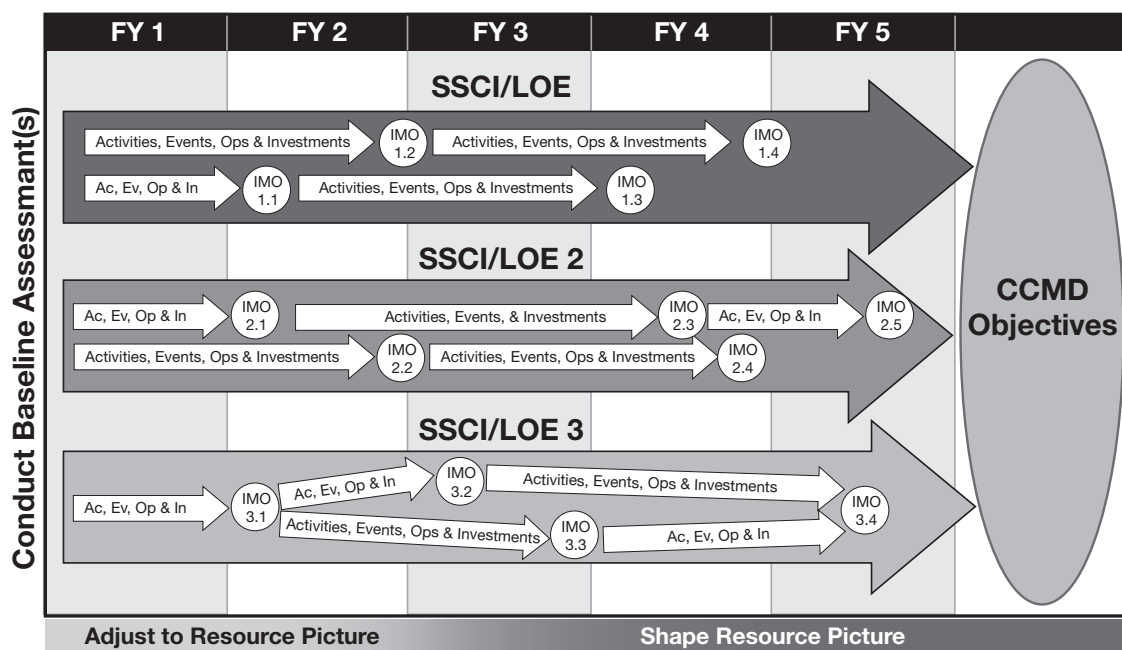 FY 1 FY 2 FY 3 FY 4 FY 5
Conduct Baseline Assessmant(s)
SSCI/LOE
Activities, Events, Ops & Investments
IMO
1.2
Activities, Events, Ops & Investments
IMO
1.4
Ac, Ev, Op & In
IMO
1.1
Activities, Events, Ops & Investments
IMO
1.3
SSCI/LOE 2
Ac, Ev, Op & In
IMO
2.1
Activities, Events, & Investments
IMO
2.3
Ac, Ev, Op & In
IMO
2.5
Activities, Events, Ops & Investments
IMO
2.2
Activities, Events, Ops & Investments
IMO
2.4
SSCI/LOE 3
Ac, Ev, Op & In
IMO
3.1
Ac, Ev, Op & In
IMO
3.2
Activities, Events, Ops & Investments
Activities, Events, Ops & Investments
IMO
3.3
Ac, Ev, Op & In
IMO
3.4
CCMD
Objectives
Adjust to Resource Picture
Shape Resource Picture